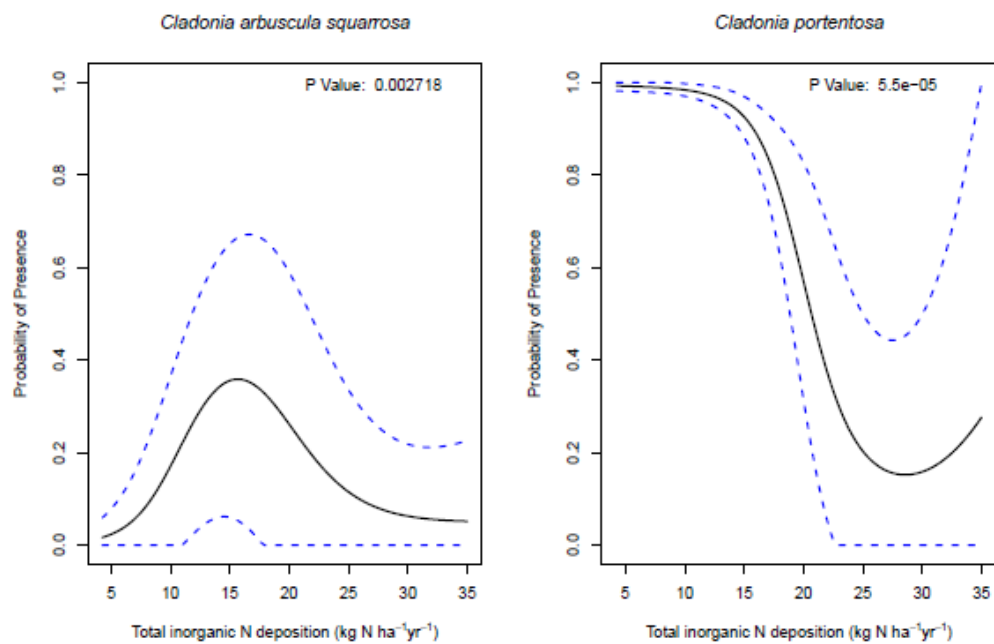 Cladonia arbuscula squarrosa
P Value: 0.002718
Probability of Presence
1.0
0.8
0.6
0.4
0.2
0.0
5 10 15 20 25 30 35
Total inorganic N deposition (kg N ha⁻¹yr⁻¹)
Cladonia portentosa
P Value: 5.5e−05
Probability of Presence
1.0
0.8
0.6
0.4
0.2
0.0
5 10 15 20 25 30 35
Total inorganic N deposition (kg N ha⁻¹yr⁻¹)